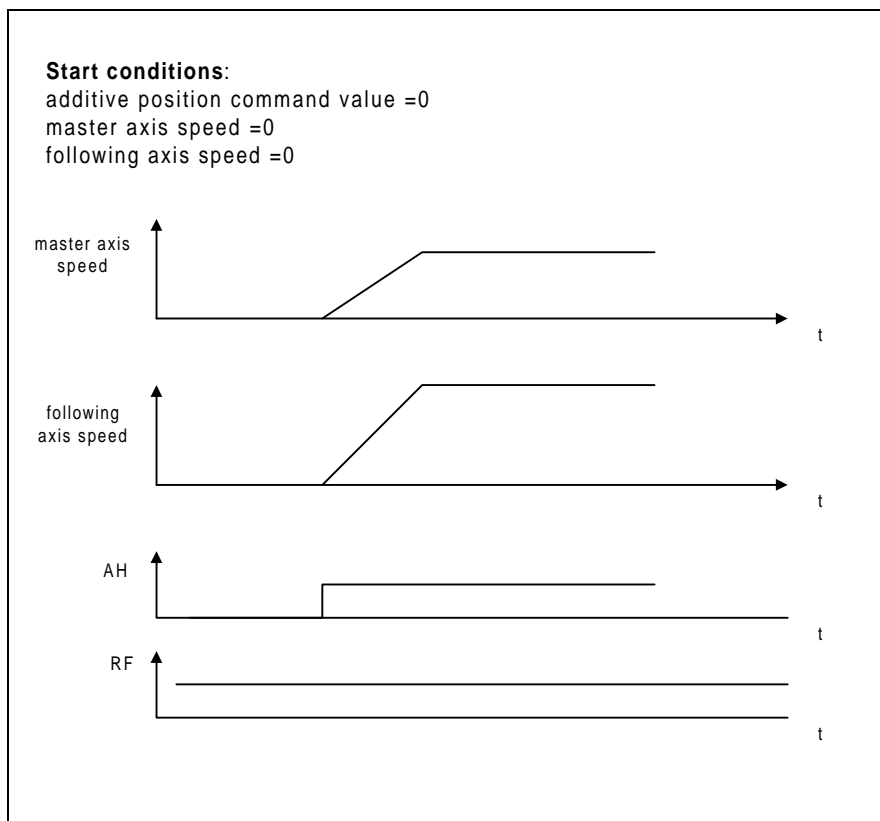 Start conditions:
additive position command value =0
master axis speed =0
following axis speed =0
master axis
speed
t
following
axis speed
t
AH
t
RF
t